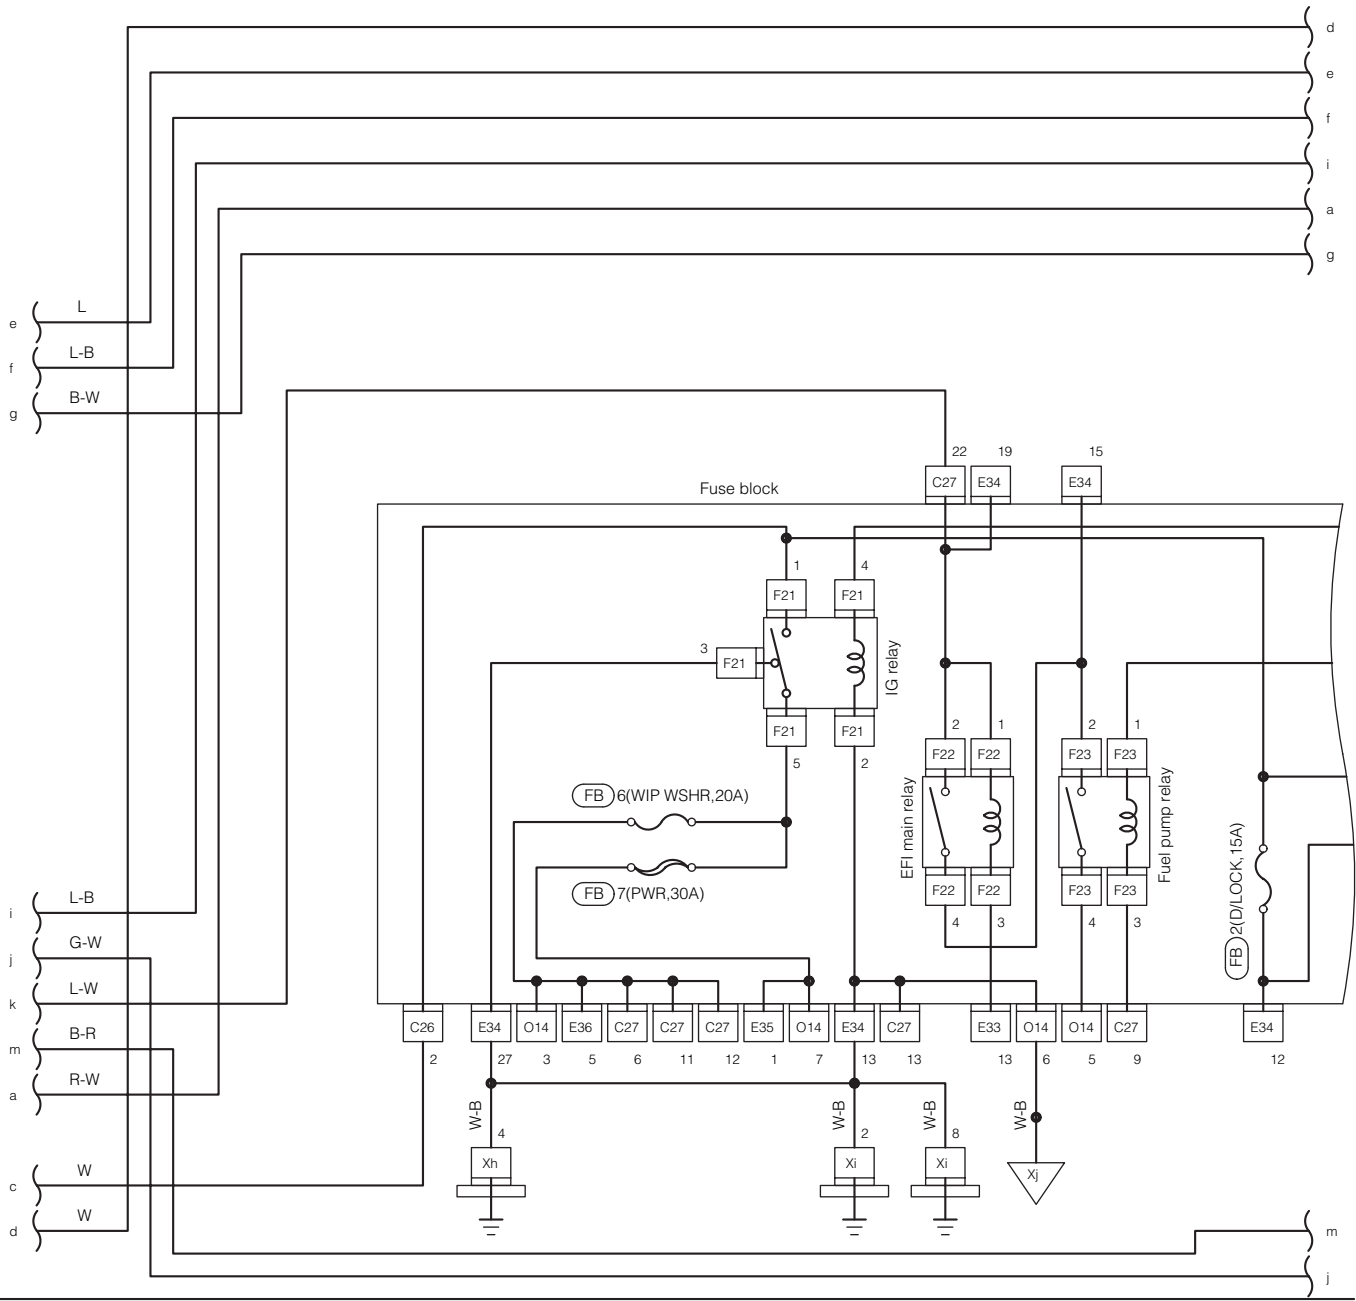 d
e
f
i
a
g
L
e
L-B
f
B-W
g
22 19 15
C27 E34 E34
Fuse block
1 4
F21 F21
3
F21
IG relay
F21 F21
5 2
2 1 2 1
F22 F22 F23 F23
EFI main relay
Fuel pump relay
F22 F22 F23 F23
4 3 4 3
FB 6(WIP WSHR,20A)
FB 7(PWR,30A)
FB 2(D/LOCK,15A)
L-B
i
G-W
j
L-W
k
B-R
m
R-W
a
C26 E34 O14 E36 C27 C27 C27 E35 O14 E34 C27 E33 O14 O14 C27 E34
2 27 3 5 6 11 12 1 7 13 13 13 6 5 9 12
W-B W-B W-B W-B
4 2 8
Xh Xi Xi Xj
W
c
W
d
m
j